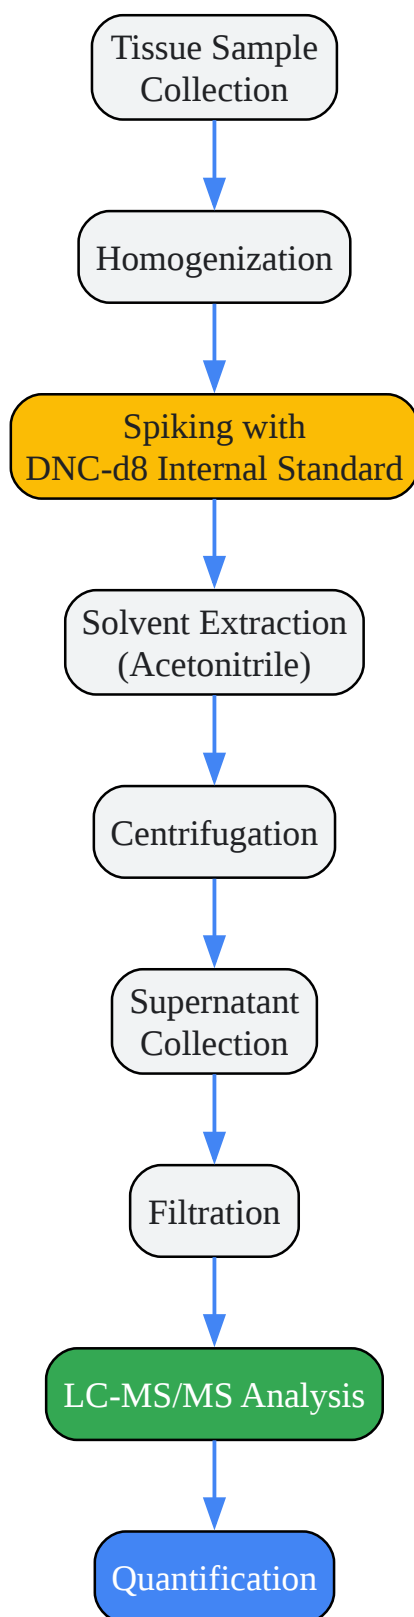 Tissue Sample
Collection
Homogenization
Spiking with
DNC-d8 Internal Standard
Solvent Extraction
(Acetonitrile)
Centrifugation
Supernatant
Collection
Filtration
LC-MS/MS Analysis
Quantification